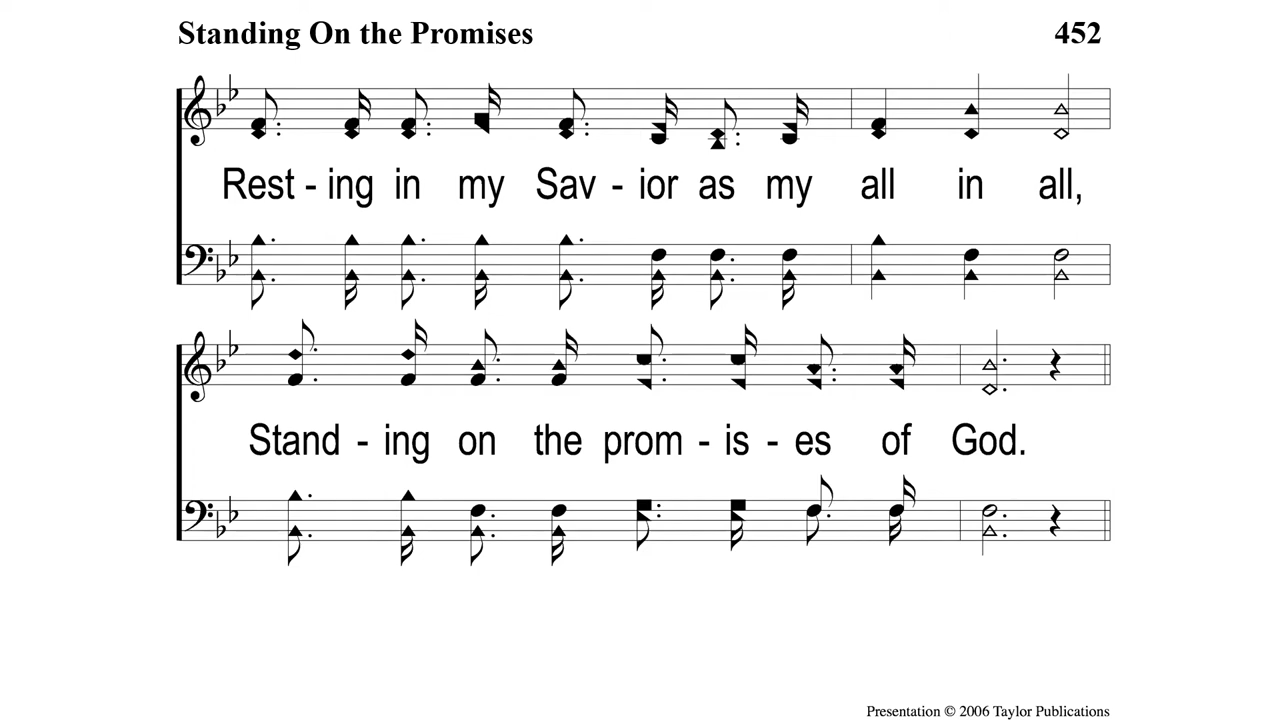 Standing On the Promises 452
Rest - ing in my Sav - ior as my all in all,
Stand - ing on the prom - is - es of God.
Presentation © 2006 Taylor Publications